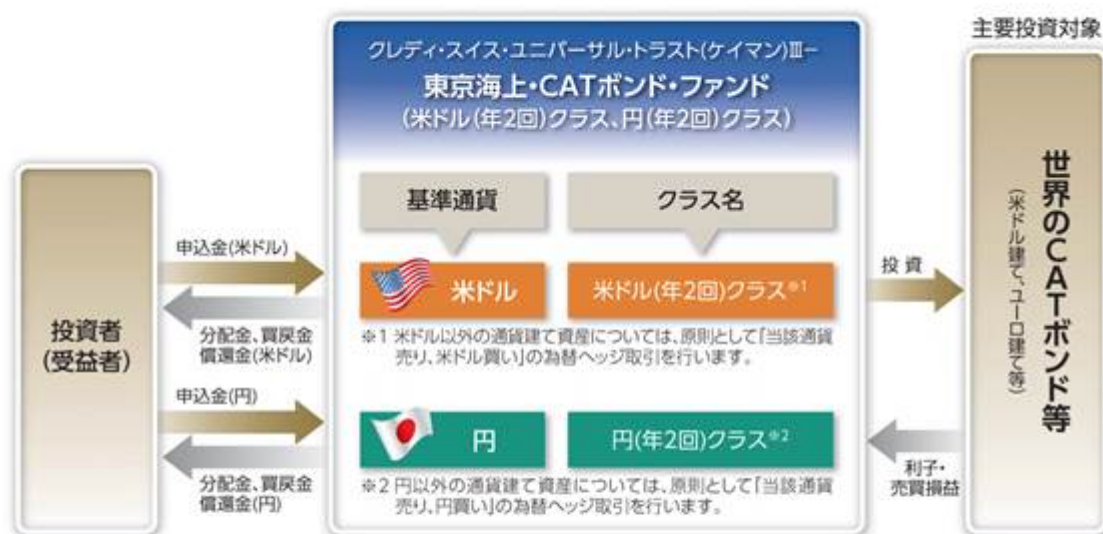 主要投資対象
クレディ・スイス・ユニバーサル・トラスト(ケイマン)Ⅲー
東京海上・CATボンド・ファンド
(米ドル(年2回)クラス、円(年2回)クラス)
基準通貨
クラス名
投資者
(受益者)
申込金(米ドル)
分配金、買戻金
償還金(米ドル)
申込金(円)
分配金、買戻金
償還金(円)
米ドル
米ドル(年2回)クラス※1
※1 米ドル以外の通貨建て資産については、原則として「当該通貨
売り、米ドル買い」の為替ヘッジ取引を行います。
円
円(年2回)クラス※2
※2 円以外の通貨建て資産については、原則として「当該通貨
売り、円買い」の為替ヘッジ取引を行います。
投資
利子・
売買損益
世界のCATボンド等
(米ドル建て、ユーロ建て等)